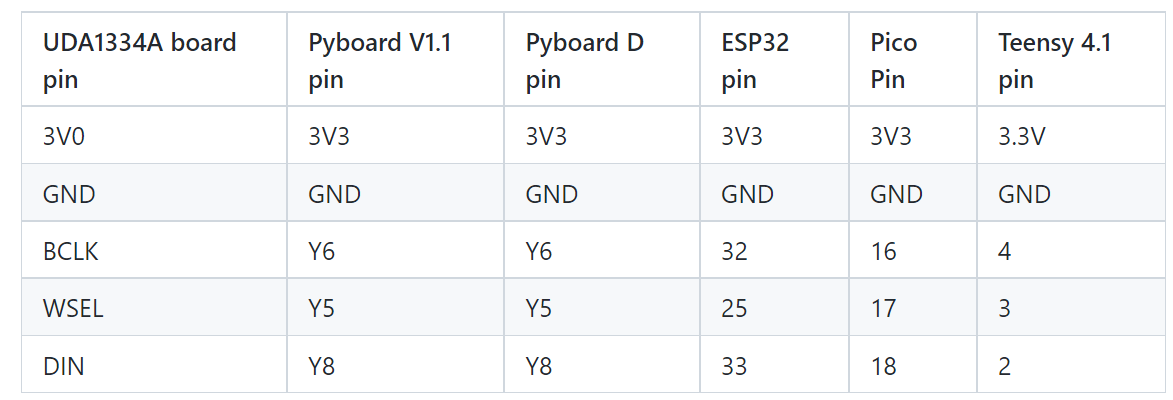 UDA1334A board pin Pyboard V1.1 pin Pyboard D pin ESP32 pin Pico Pin Teensy 4.1 pin
3V0 3V3 3V3 3V3 3V3 3.3V
GND GND GND GND GND GND
BCLK Y6 Y6 32 16 4
WSEL Y5 Y5 25 17 3
DIN Y8 Y8 33 18 2